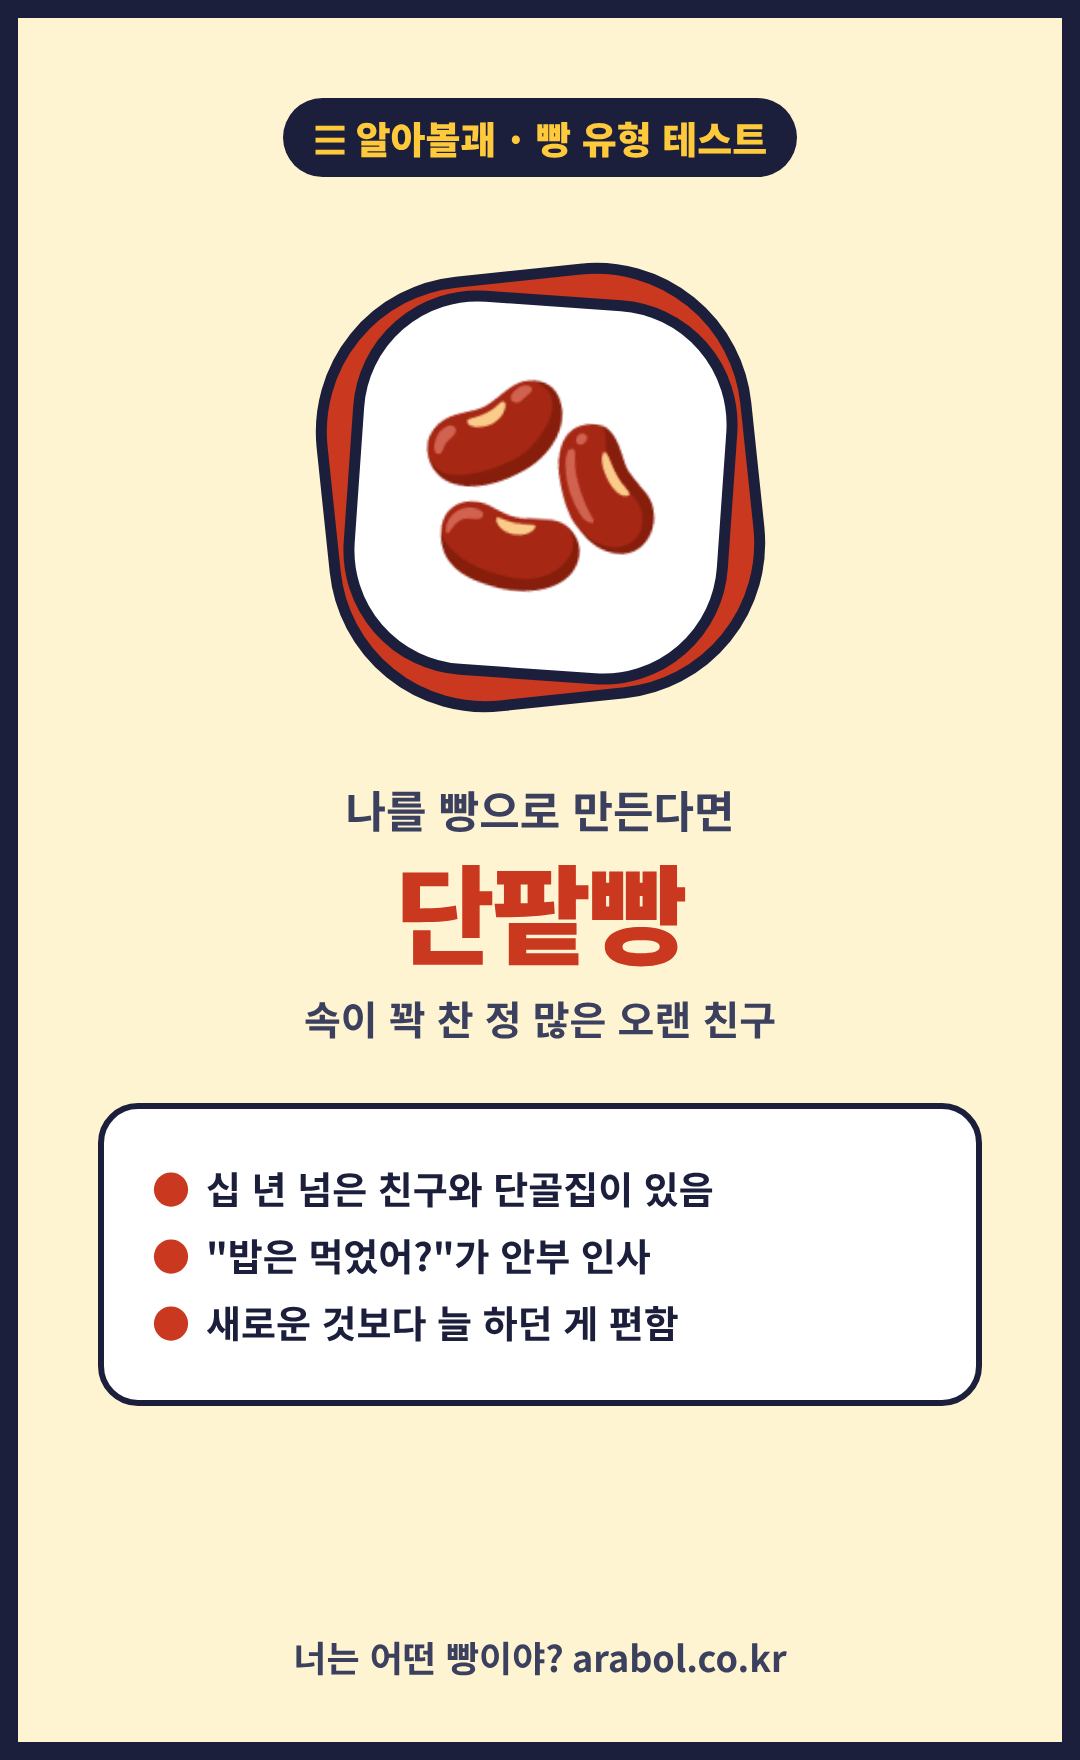 ☰ 알아볼괘 · 빵 유형 테스트
나를 빵으로 만든다면
단팥빵
속이 꽉 찬 정 많은 오랜 친구
십 년 넘은 친구와 단골집이 있음
"밥은 먹었어?"가 안부 인사
새로운 것보다 늘 하던 게 편함
너는 어떤 빵이야? arabol.co.kr